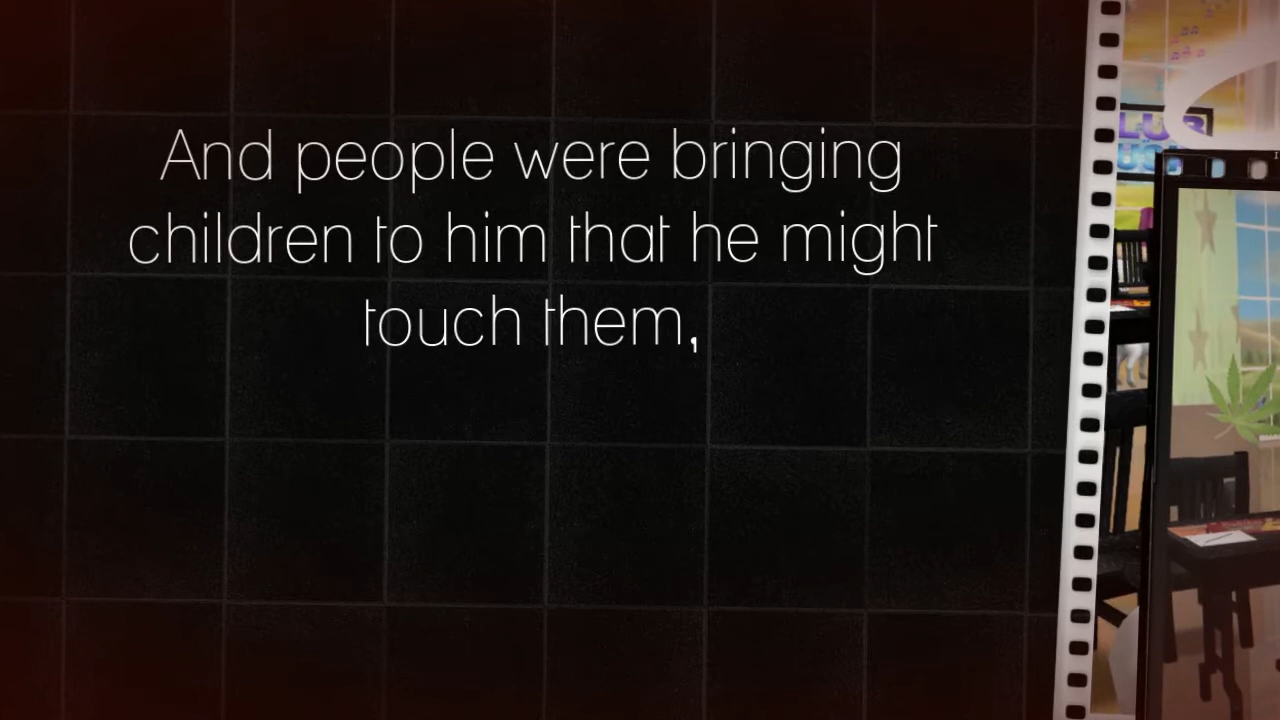 And people were bringing
children to him that he might
touch them,